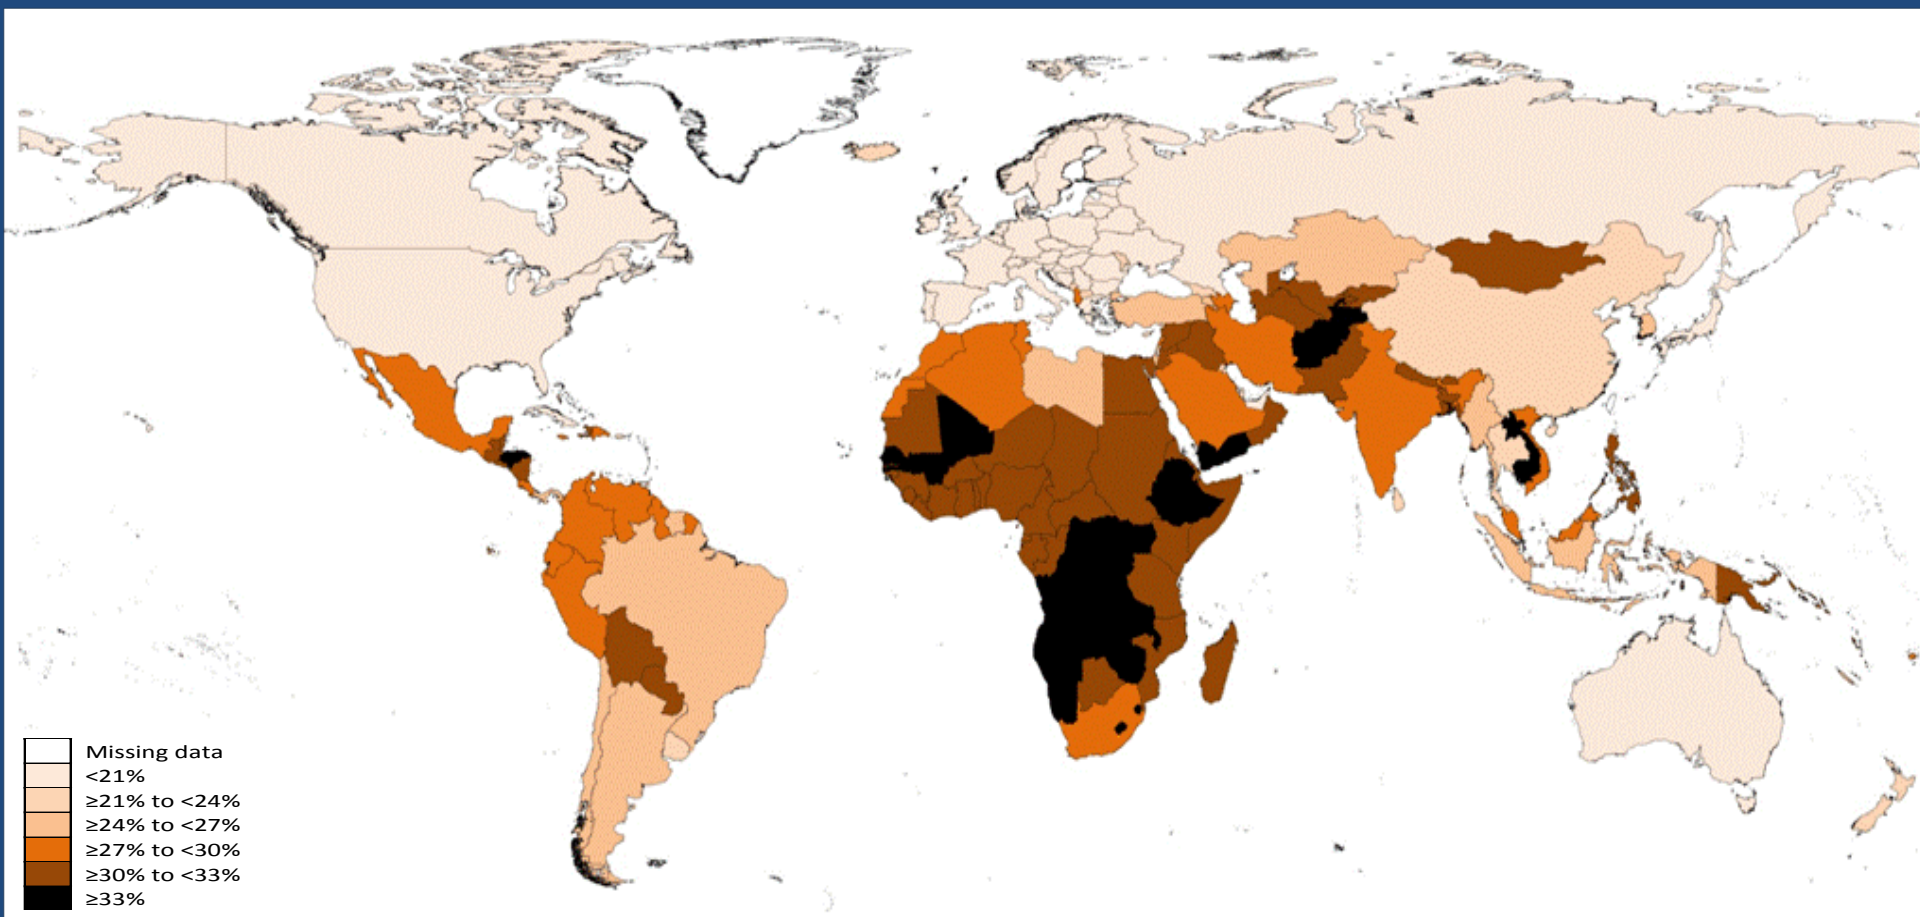 Missing data
<21%
≥21% to <24%
≥24% to <27%
≥27% to <30%
≥30% to <33%
≥33%